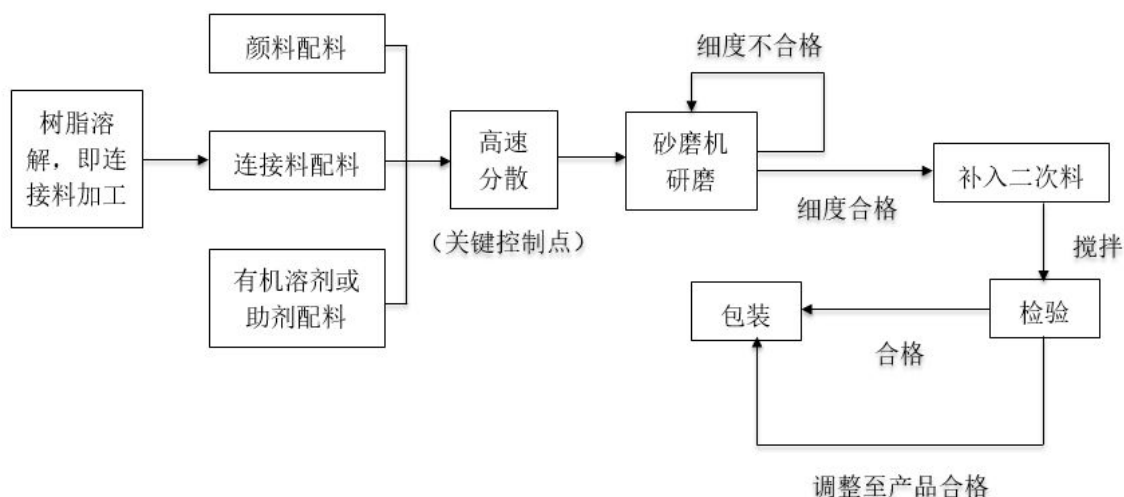 颜料配料
细度不合格
树脂溶
解，即连
接料加工
连接料配料
高速
分散
砂磨机
研磨
补入二次料
细度合格
（关键控制点）
搅拌
有机溶剂或
助剂配料
包装
检验
合格
调整至产品合格